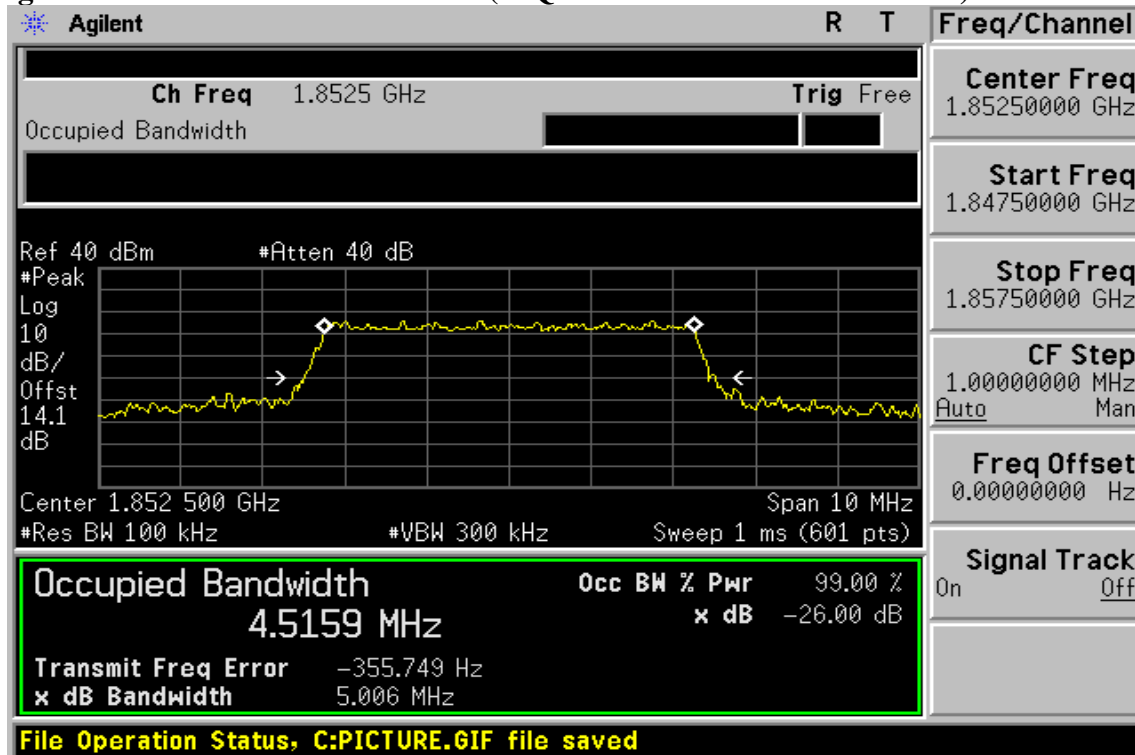 Agilent R T
Ch Freq 1.8525 GHz Trig Free
Occupied Bandwidth
Ref 40 dBm #Atten 40 dB
#Peak
Log
10
dB/
Offst
14.1
dB
Center 1.852 500 GHz Span 10 MHz
#Res BW 100 kHz #VBW 300 kHz Sweep 1 ms (601 pts)
Occupied Bandwidth
4.5159 MHz
Occ BW % Pwr 99.00 %
x dB -26.00 dB
Transmit Freq Error -355.749 Hz
x dB Bandwidth 5.006 MHz
File Operation Status, C:PICTURE.GIF file saved
Freq/Channel
Center Freq
1.85250000 GHz
Start Freq
1.84750000 GHz
Stop Freq
1.85750000 GHz
CF Step
1.00000000 MHz
Auto Man
Freq Offset
0.00000000 Hz
Signal Track
On Off